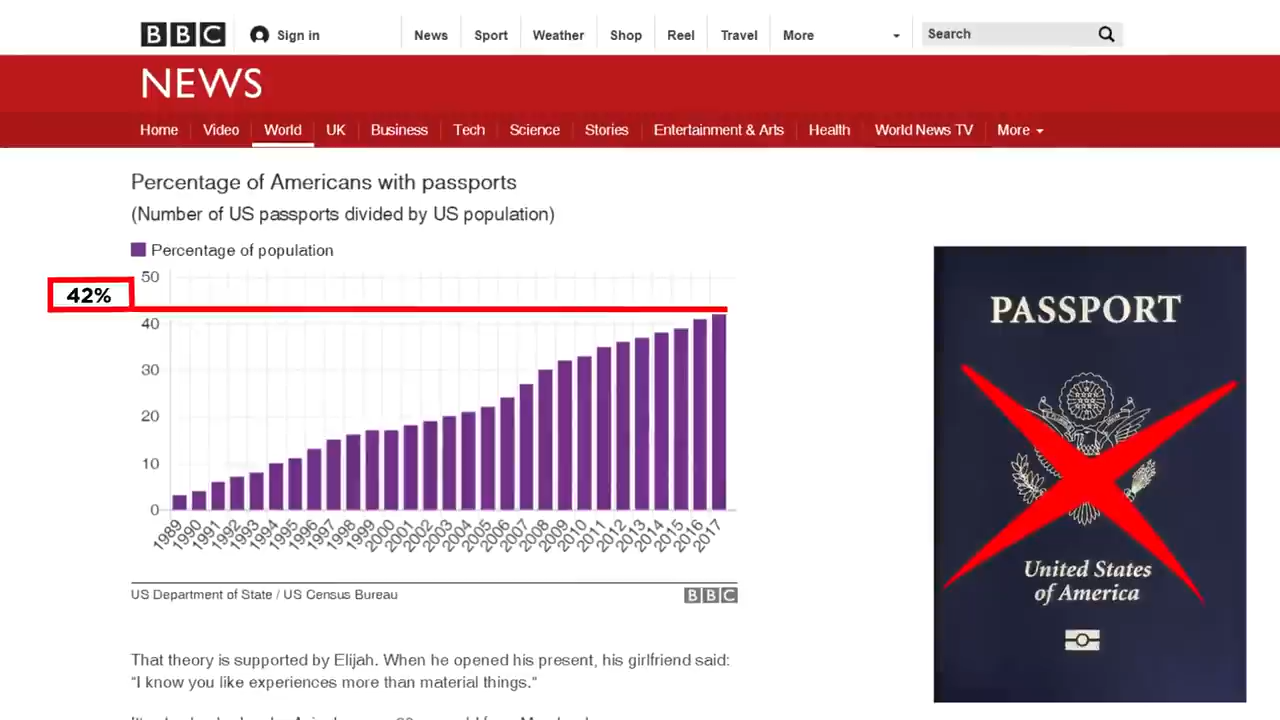 BBC Sign in News Sport Weather Shop Reel Travel More Search
NEWS
Home Video World UK Business Tech Science Stories Entertainment & Arts Health World News TV More
Percentage of Americans with passports
(Number of US passports divided by US population)
Percentage of population
50
42%
40
30
20
10
0
1989 1990 1991 1992 1993 1994 1995 1996 1997 1998 1999 2000 2001 2002 2003 2004 2005 2006 2007 2008 2009 2010 2011 2012 2013 2014 2015 2016 2017
US Department of State / US Census Bureau BBC
That theory is supported by Elijah. When he opened his present, his girlfriend said:
"I know you like experiences more than material things."
PASSPORT
United States
of America